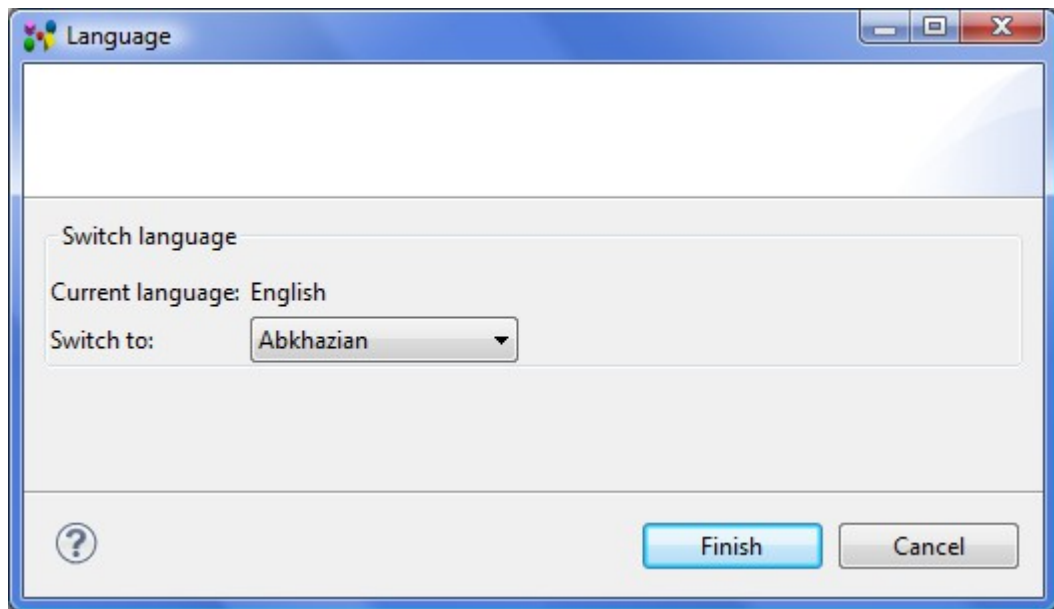 Language
Switch language
Current language: English
Switch to: Abkhazian
?
Finish Cancel